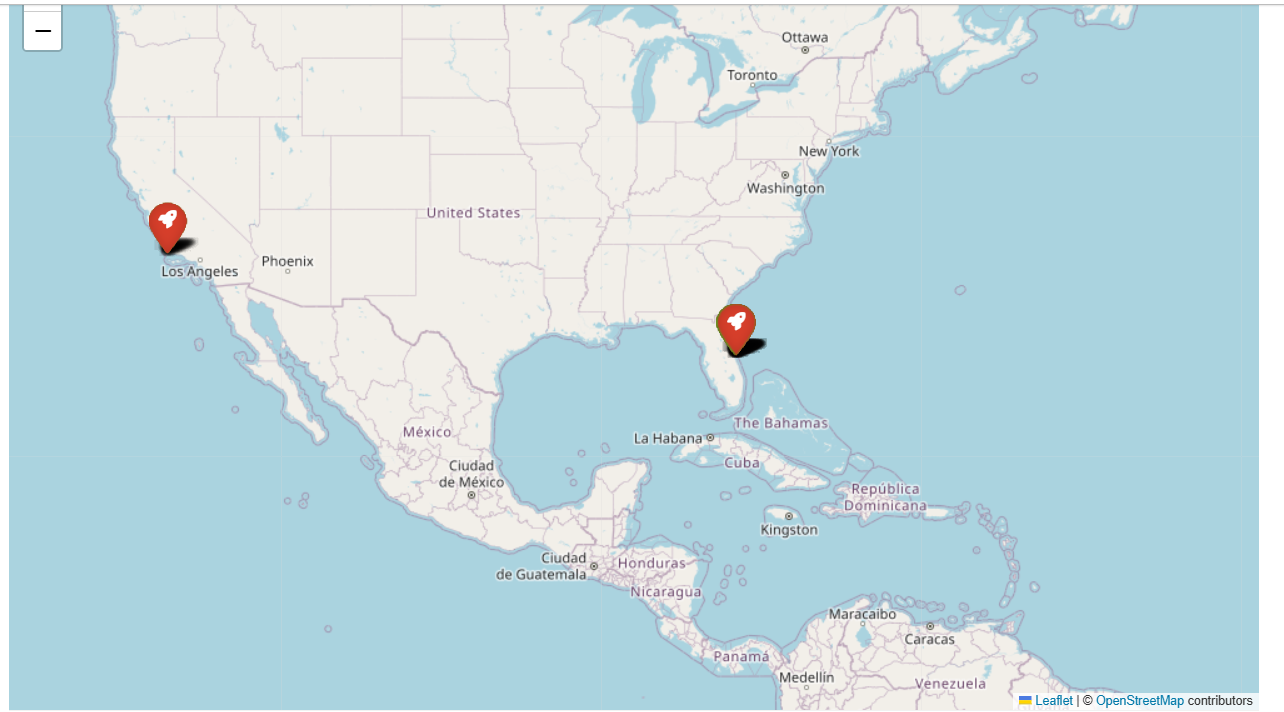 −
Ottawa
Toronto
New York
Washington
United States
Phoenix
Los Angeles
The Bahamas
México
La Habana
Cuba
Ciudad
de México
República
Dominicana
Kingston
Ciudad
de Guatemala
Honduras
Nicaragua
Maracaibo
Caracas
Panamá
Medellín
Venezuela
Leaflet | © OpenStreetMap contributors